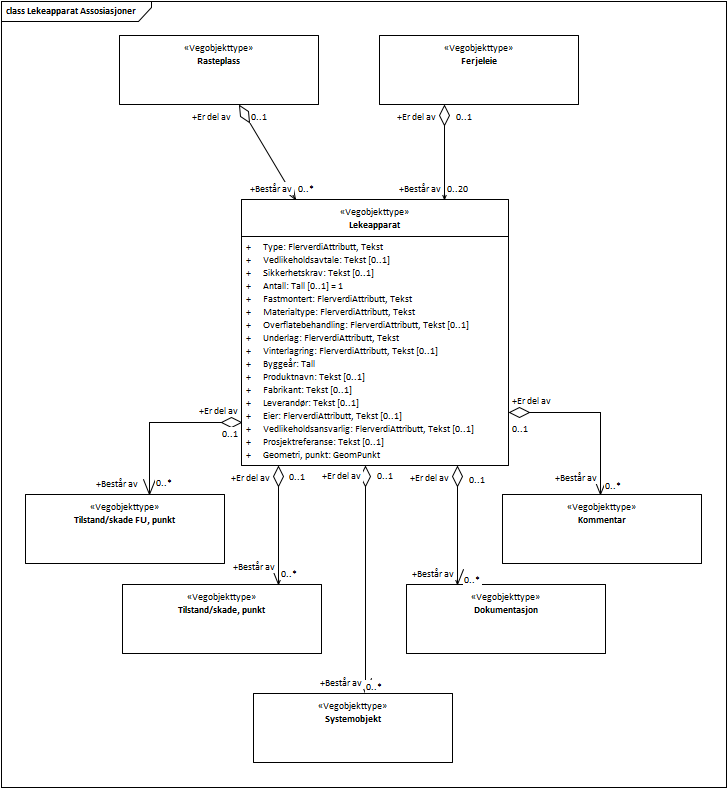 class Lekeapparat Assosiasjoner
«Vegobjekttype»
Rasteplass
«Vegobjekttype»
Ferjeleie
+Er del av 0..1
+Er del av 0..1
+Består av 0..*
+Består av 0..20
«Vegobjekttype»
Lekeapparat
+ Type: FlerverdiAttributt, Tekst
+ Vedlikeholdsavtale: Tekst [0..1]
+ Sikkerhetskrav: Tekst [0..1]
+ Antall: Tall [0..1] = 1
+ Fastmontert: FlerverdiAttributt, Tekst
+ Materialtype: FlerverdiAttributt, Tekst
+ Overflatebehandling: FlerverdiAttributt, Tekst [0..1]
+ Underlag: FlerverdiAttributt, Tekst
+ Vinterlagring: FlerverdiAttributt, Tekst [0..1]
+ Byggeår: Tall
+ Produktnavn: Tekst [0..1]
+ Fabrikant: Tekst [0..1]
+ Leverandør: Tekst [0..1]
+ Eier: FlerverdiAttributt, Tekst [0..1]
+ Vedlikeholdsansvarlig: FlerverdiAttributt, Tekst [0..1]
+ Prosjektreferanse: Tekst [0..1]
+ Geometri, punkt: GeomPunkt
+Er del av
0..1
+Er del av
0..1
+Er del av 0..1
+Er del av 0..1
+Er del av 0..1
+Består av 0..*
+Består av 0..*
«Vegobjekttype»
Tilstand/skade FU, punkt
«Vegobjekttype»
Kommentar
+Består av 0..*
+Består av 0..*
«Vegobjekttype»
Tilstand/skade, punkt
«Vegobjekttype»
Dokumentasjon
+Består av 0..*
«Vegobjekttype»
Systemobjekt